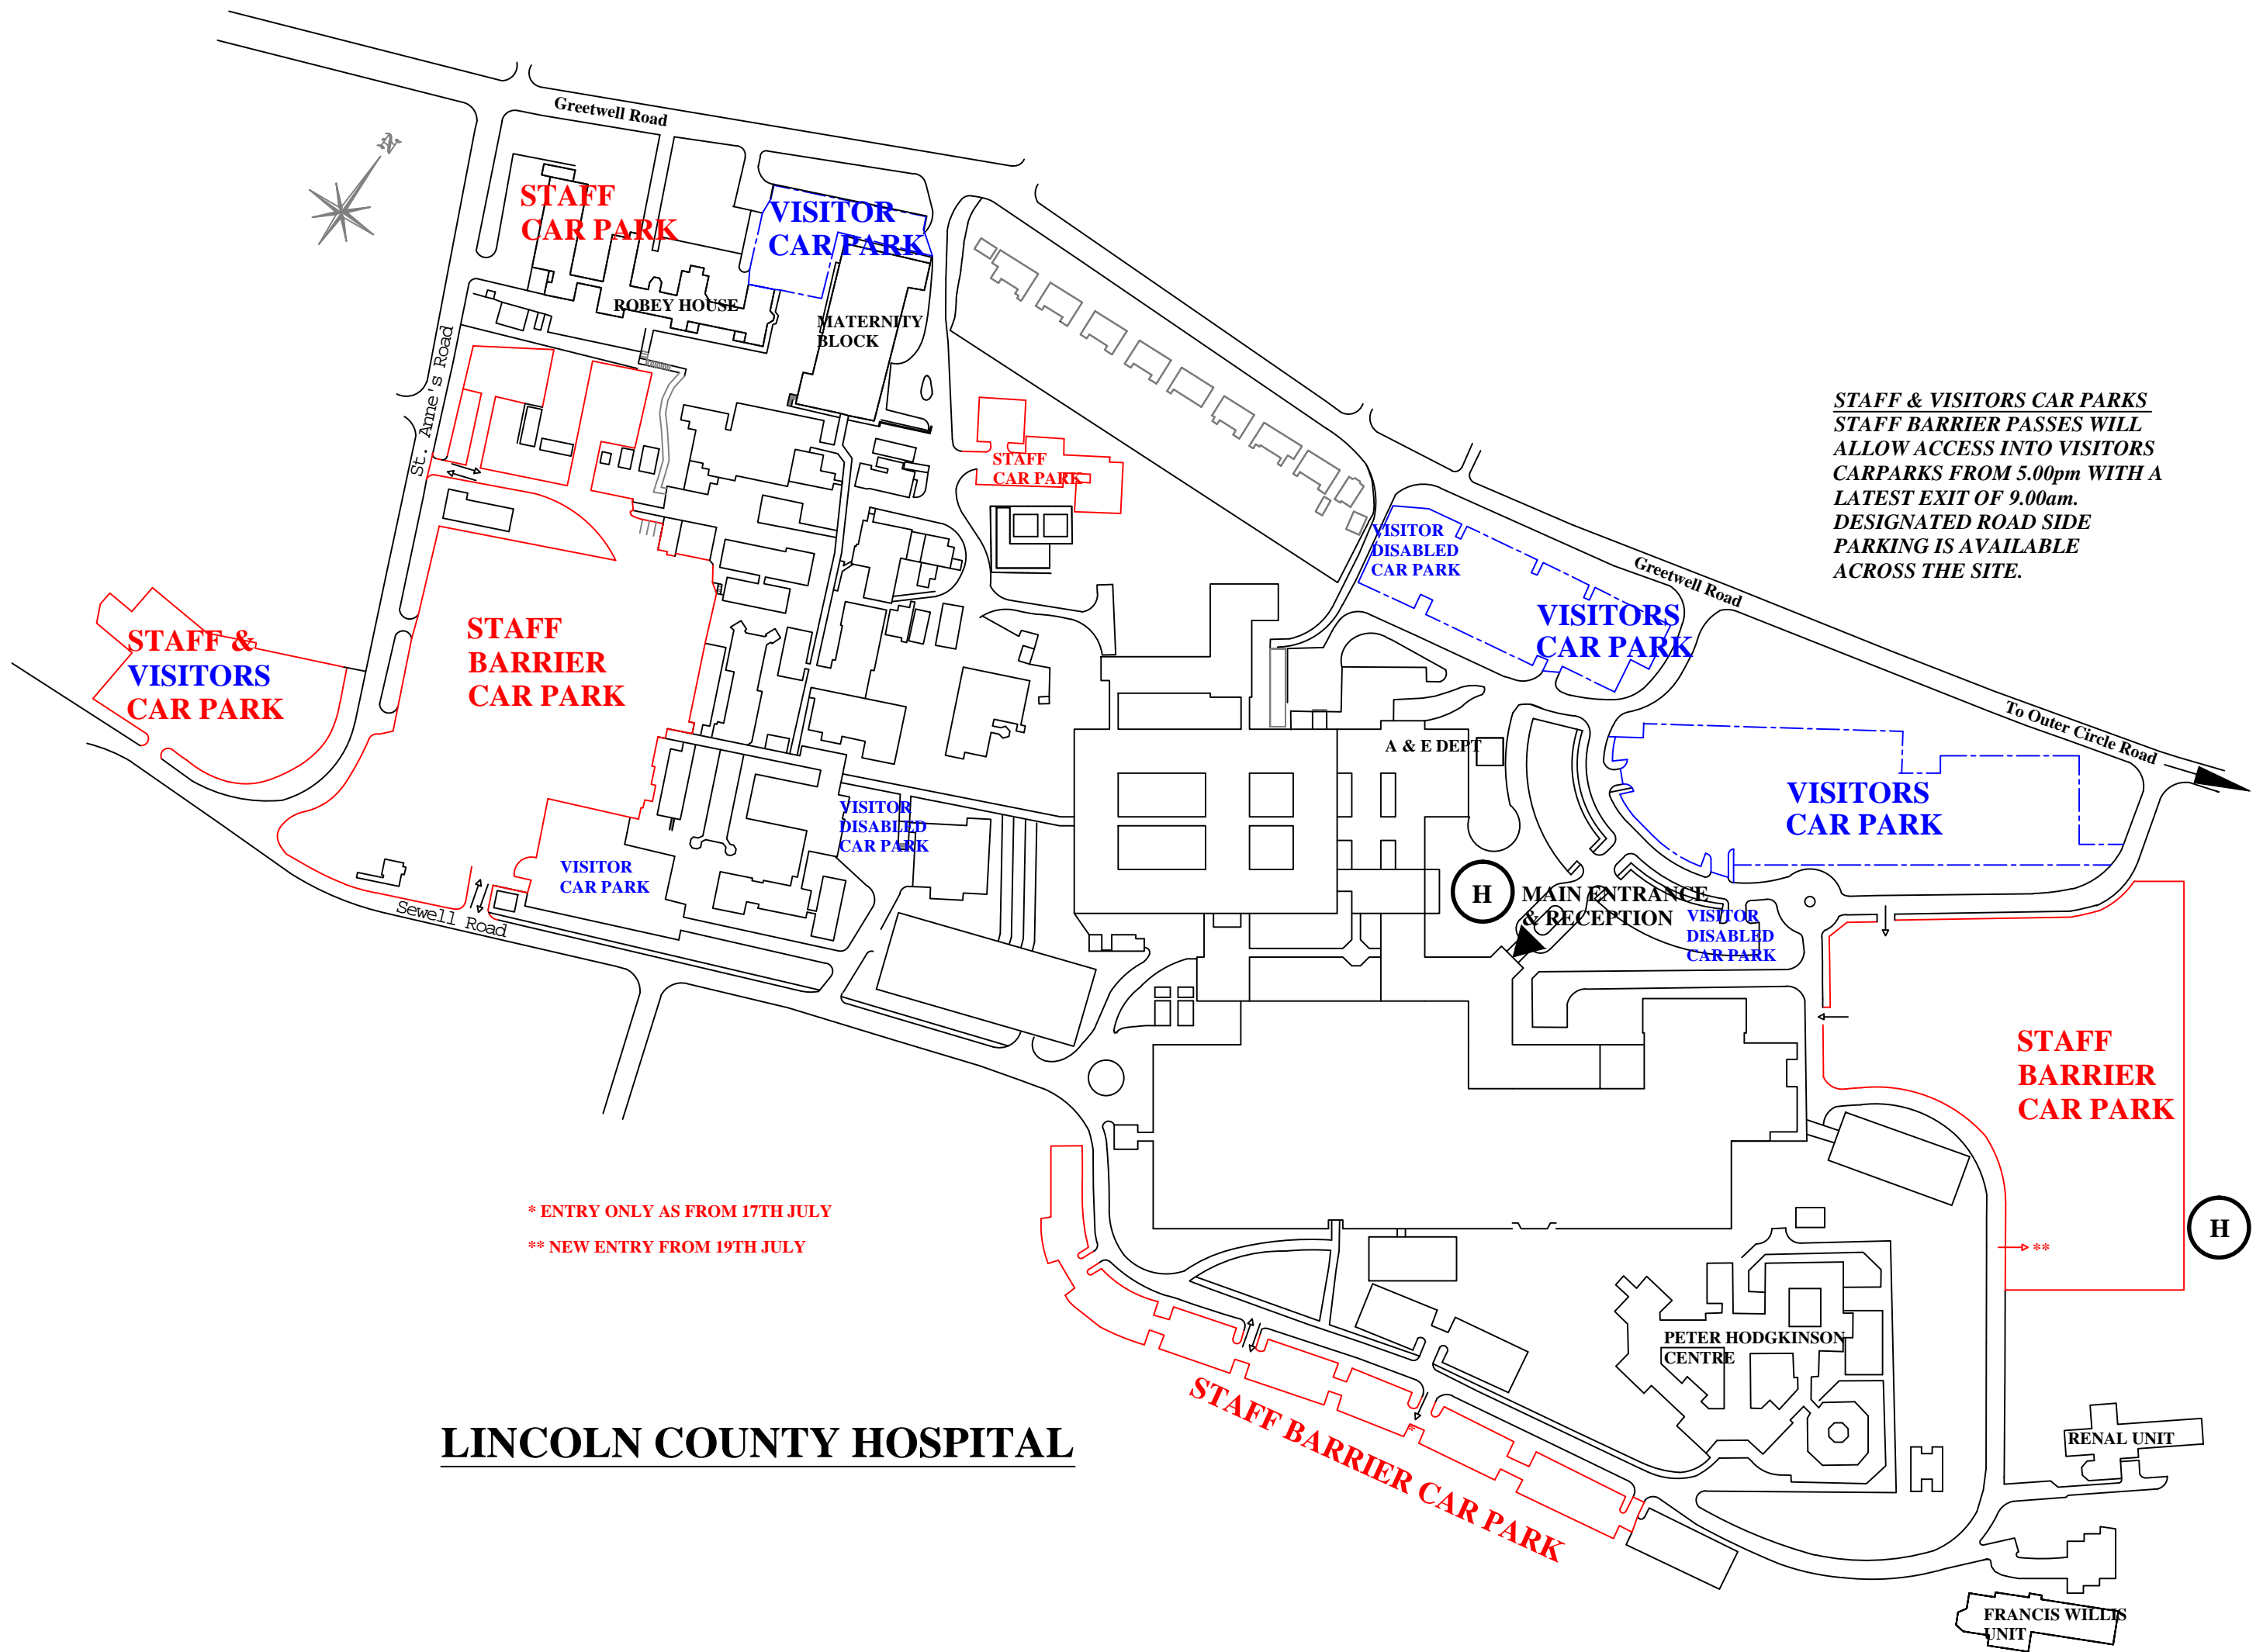 Greetwell Road
N
STAFF
CAR PARK
VISITOR
CAR PARK
ROBEY HOUSE
MATERNITY
BLOCK
St. Anne's Road
STAFF & VISITORS CAR PARKS
STAFF BARRIER PASSES WILL
ALLOW ACCESS INTO VISITORS
CARPARKS FROM 5.00pm WITH A
LATEST EXIT OF 9.00am.
DESIGNATED ROAD SIDE
PARKING IS AVAILABLE
ACROSS THE SITE.
STAFF
CAR PARK
VISITOR
DISABLED
CAR PARK
Greetwell Road
VISITORS
CAR PARK
STAFF &
VISITORS
CAR PARK
STAFF
BARRIER
CAR PARK
To Outer Circle Road
A & E DEPT
VISITORS
CAR PARK
VISITOR
DISABLED
CAR PARK
VISITOR
CAR PARK
H
MAIN ENTRANCE
& RECEPTION
VISITOR
DISABLED
CAR PARK
Sewell Road
STAFF
BARRIER
CAR PARK
* ENTRY ONLY AS FROM 17TH JULY
** NEW ENTRY FROM 19TH JULY
**
H
PETER HODGKINSON
CENTRE
STAFF BARRIER CAR PARK
*
LINCOLN COUNTY HOSPITAL
RENAL UNIT
FRANCIS WILLIS
UNIT